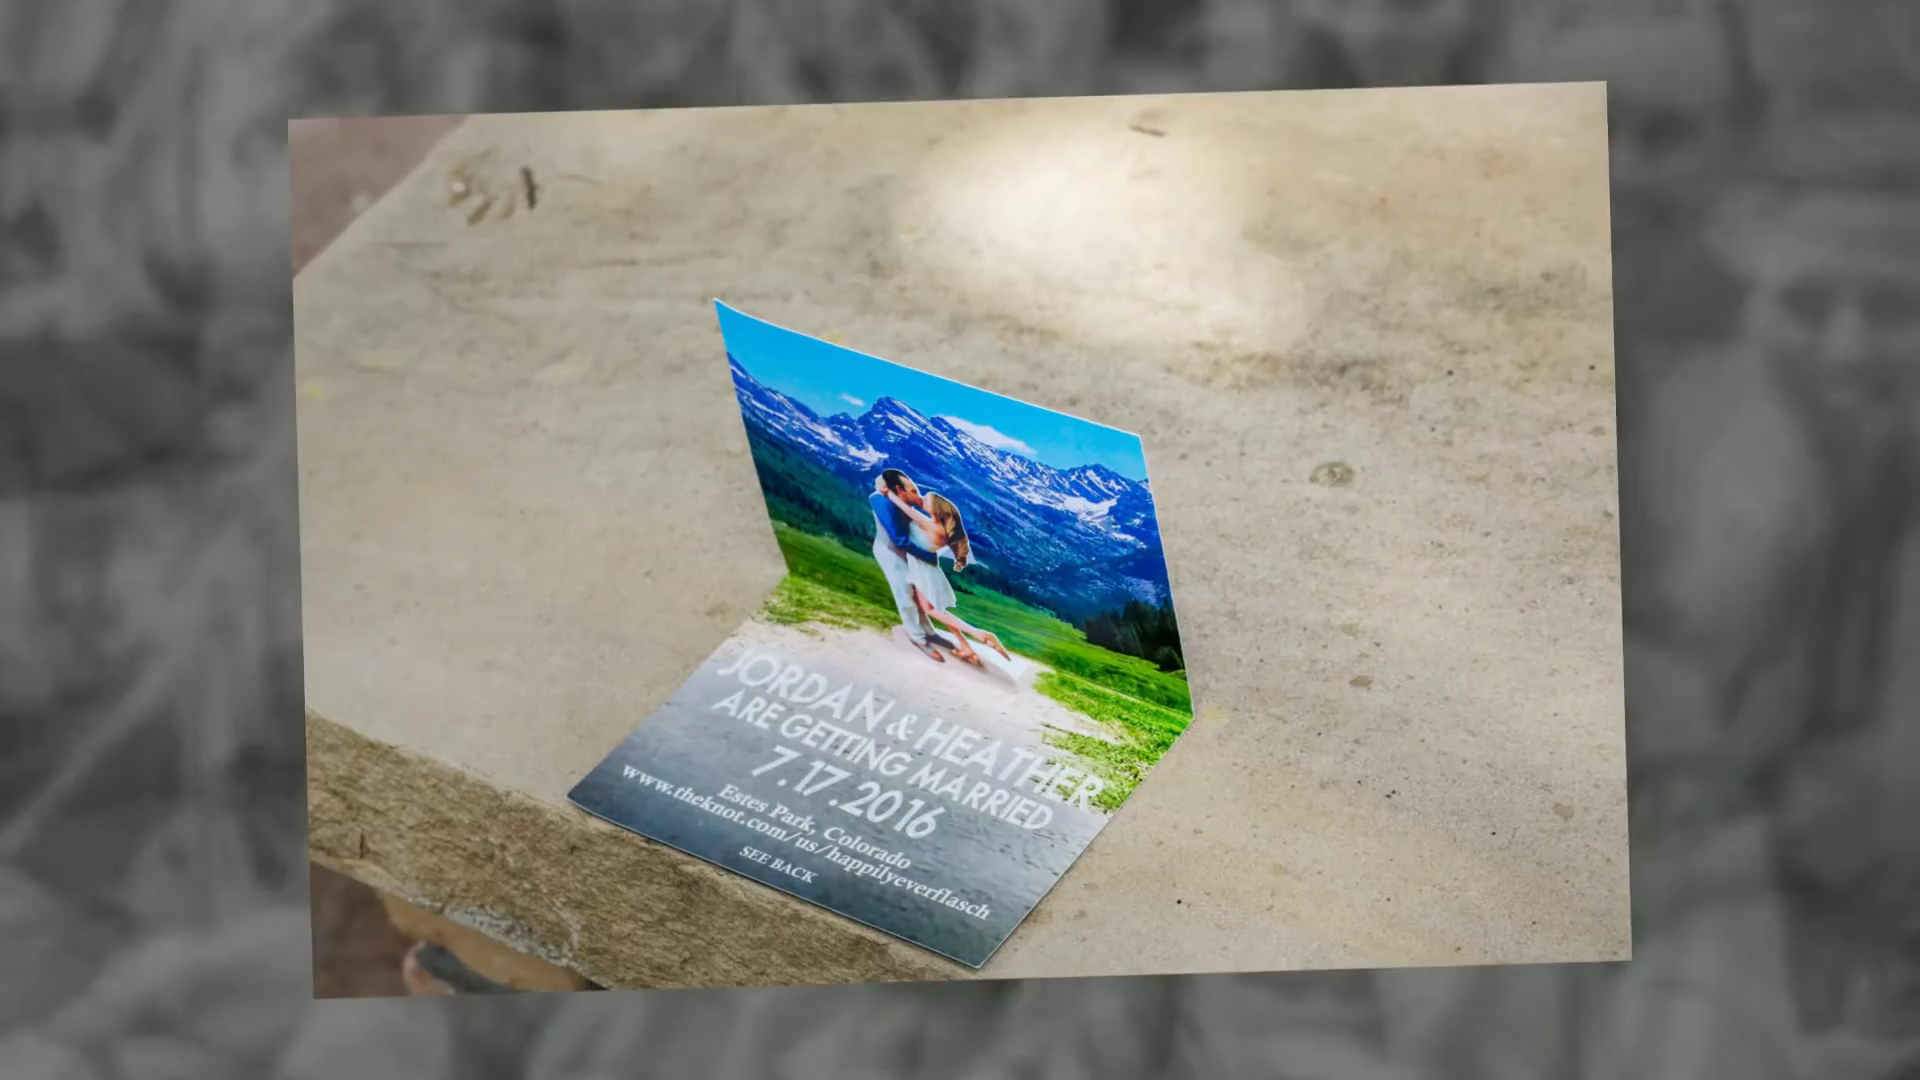 JORDAN & HEATHER
ARE GETTING MARRIED
7.17.2016
Estes Park, Colorado
www.theknot.com/us/happilyeverflasch
SEE BACK